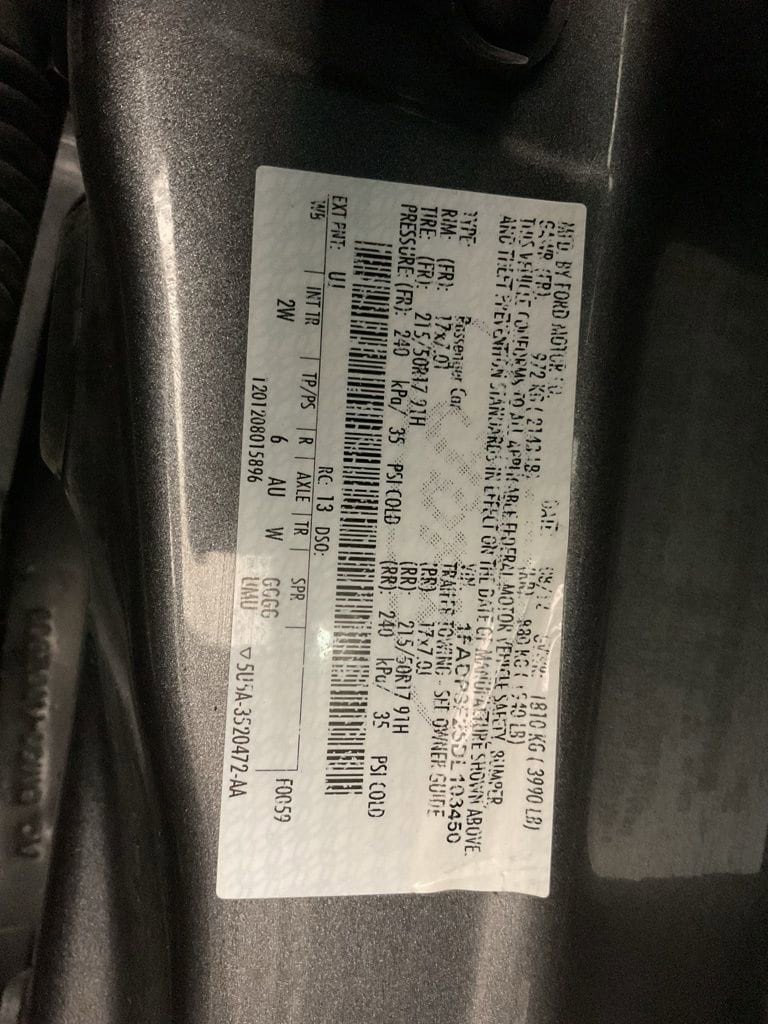 MFD. BY FORD MOTOR CO.
GAWR (FR) 972 KG ( 2143 LB) 1810 KG ( 3990 LB)
THIS VEHICLE CONFORMS TO ALL APPLICABLE FEDERAL MOTOR VEHICLE SAFETY, BUMPER,
AND THEFT PREVENTION STANDARDS IN EFFECT ON THE DATE OF MANUFACTURE SHOWN ABOVE.
VIN
TYPE: Passenger Car TRAILER TOWING - SEE OWNER GUIDE
RIM: (FR): 17x7.0J (RR): 17x7.0J
TIRE: (FR): 215/50R17 91H (RR): 215/50R17 91H
PRESSURE: (FR): 240 kPa/ 35 PSI COLD (RR): 240 kPa/ 35 PSI COLD
EXT PNT: UJ RC: 13 DSO:
WB | INT TR | TP/PS | R | AXLE | TR | SPR F0059
2W 6 AU W GGGG
1201208015896 UMU ▽5U5A-3520472-AA